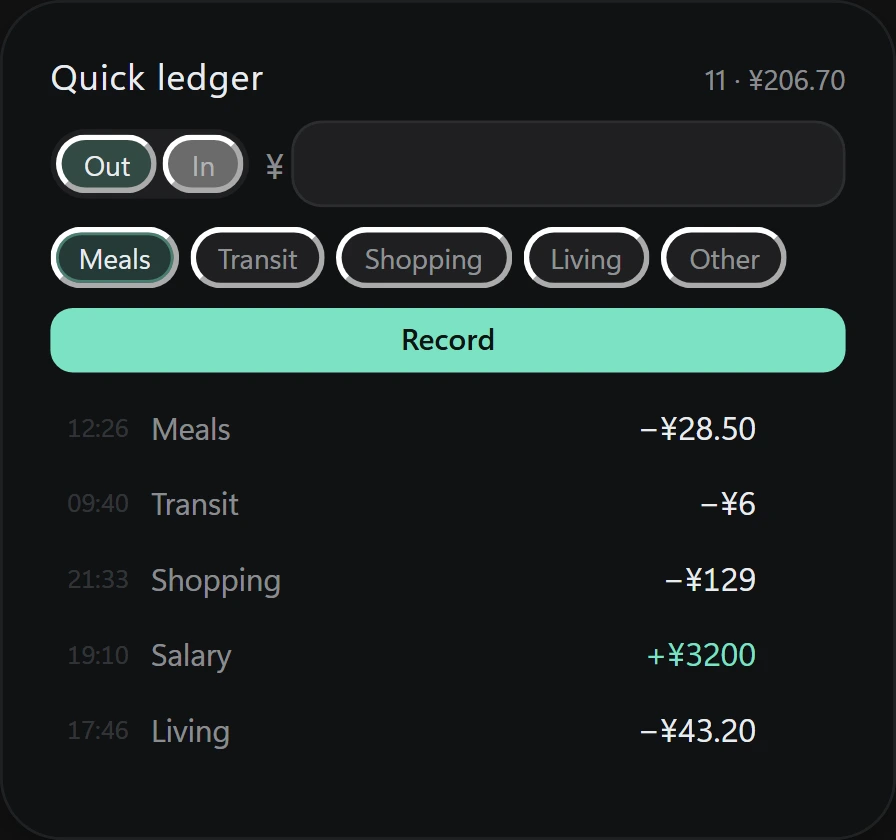 Quick ledger 11 · ¥206.70
Out In ¥
Meals Transit Shopping Living Other
Record
12:26 Meals −¥28.50
09:40 Transit −¥6
21:33 Shopping −¥129
19:10 Salary +¥3200
17:46 Living −¥43.20